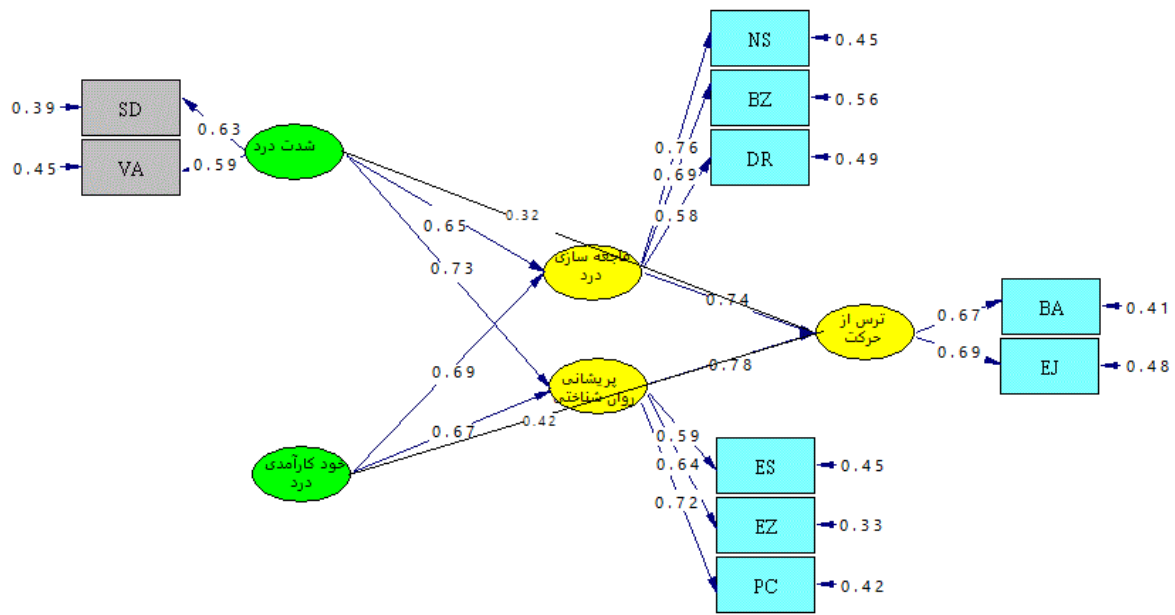 NS
0.45
BZ
0.56
DR
0.49
0.39
SD
0.63
0.45
VA
0.59
شدت درد
0.76
0.69
0.58
0.32
0.65
0.73
فاجعه سازی
درد
0.74
ترس از
حرکت
0.67
BA
0.41
0.69
EJ
0.48
0.69
0.67
پریشانی
روان شناختی
0.78
0.42
خود کارآمدی
درد
0.59
0.64
0.72
ES
0.45
EZ
0.33
PC
0.42